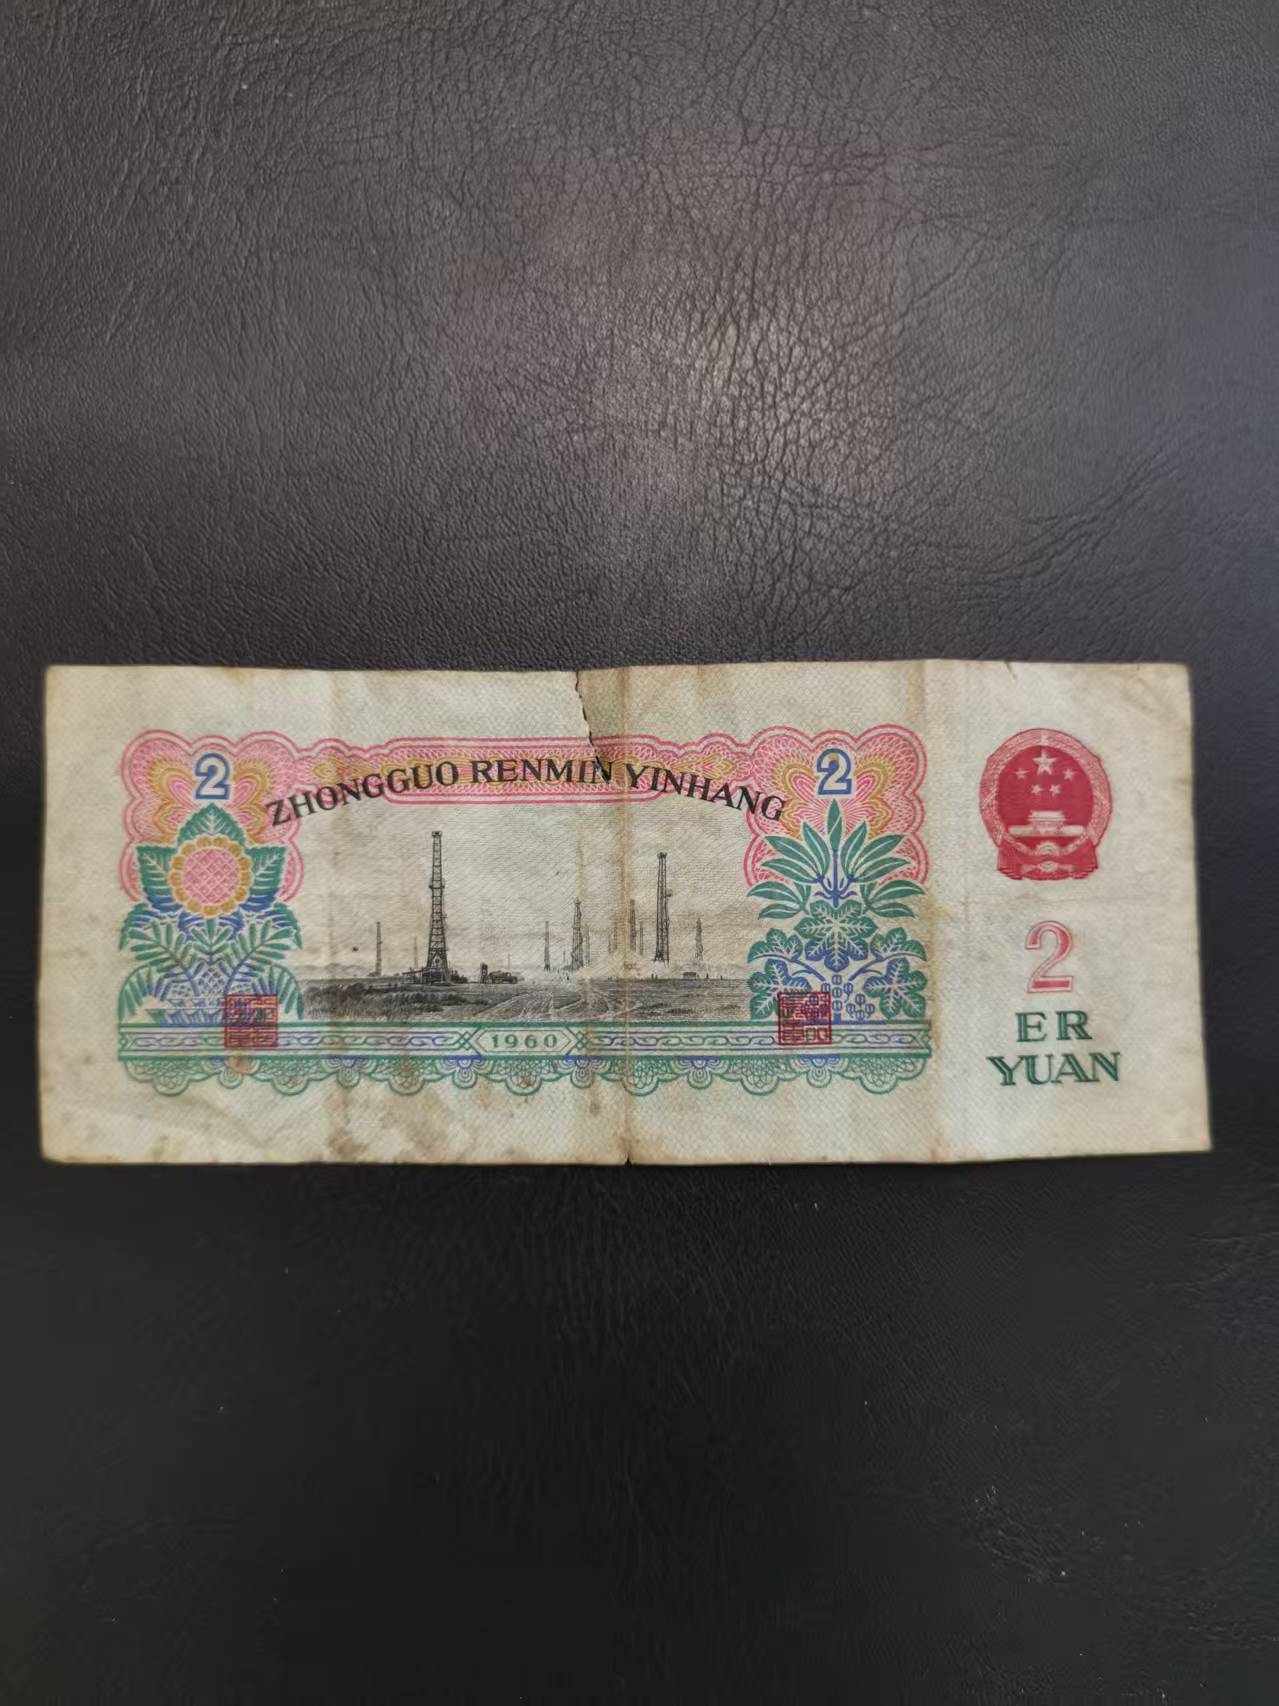 2
2
ZHONGGUO RENMIN YINHANG
1960
2
ER
YUAN